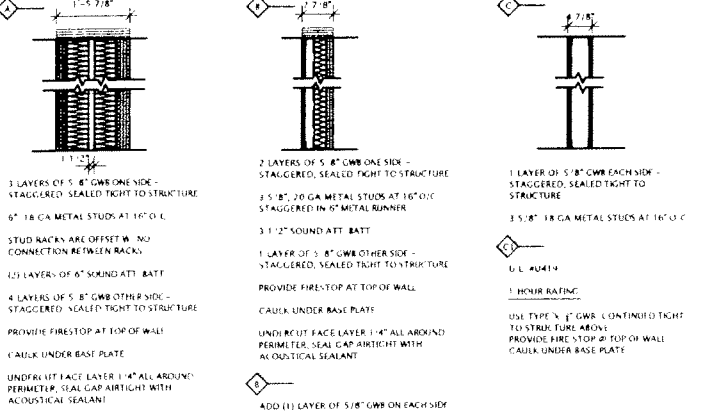 A
1'-5 7/8"
1 1/2"
3 LAYERS OF 5/8" GWB ONE SIDE -
STAGGERED, SEALED TIGHT TO STRUCTURE
6" 18 GA METAL STUDS AT 16" O.C.
STUD RACKS ARE OFFSET W/ NO
CONNECTION BETWEEN RACKS
(2) LAYERS OF 6" SOUND ATT. BATT
4 LAYERS OF 5/8" GWB OTHER SIDE -
STAGGERED, SEALED TIGHT TO STRUCTURE
PROVIDE FIRESTOP AT TOP OF WALL
CAULK UNDER BASE PLATE
UNDERCUT FACE LAYER 1/4" ALL AROUND
PERIMETER, SEAL GAP AIRTIGHT WITH
ACOUSTICAL SEALANT
B
7 7/8"
2 LAYERS OF 5/8" GWB ONE SIDE -
STAGGERED, SEALED TIGHT TO STRUCTURE
3 5/8", 20 GA METAL STUDS AT 16" O/C
STAGGERED IN 6" METAL RUNNER
3 1/2" SOUND ATT. BATT
1 LAYER OF 5/8" GWB OTHER SIDE -
STAGGERED, SEALED TIGHT TO STRUCTURE
PROVIDE FIRESTOP AT TOP OF WALL
CAULK UNDER BASE PLATE
UNDERCUT FACE LAYER 1/4" ALL AROUND
PERIMETER, SEAL GAP AIRTIGHT WITH
ACOUSTICAL SEALANT
ADD (1) LAYER OF 5/8" GWB ON EACH SIDE
C
4 7/8"
1 LAYER OF 5/8" GWB EACH SIDE -
STAGGERED, SEALED TIGHT TO
STRUCTURE
3 5/8" 18 GA METAL STUDS AT 16" O.C.
C1
U.L. #U419
1 HOUR RATING
USE TYPE 'X' GWB CONTINUED TIGHT
TO STRUCTURE ABOVE
PROVIDE FIRE STOP @ TOP OF WALL
CAULK UNDER BASE PLATE